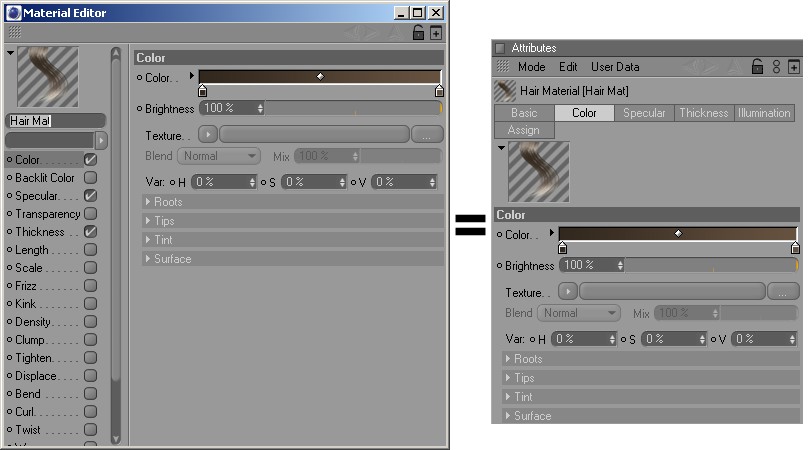 Material Editor
Color
Color. .
Brightness 100 %
Texture. . ...
Blend Normal Mix 100 %
Var: H 0 % S 0 % V 0 %
Roots
Tips
Tint
Surface
Hair Mat
Color
Backlit Color
Specular
Transparency
Thickness
Length
Scale
Frizz
Kink
Density
Clump
Tighten
Displace
Bend
Curl
Twist
=
Attributes
Mode Edit User Data
Hair Material [Hair Mat]
Basic Color Specular Thickness Illumination
Assign
Color
Color. .
Brightness 100 %
Texture. . ...
Blend Normal Mix 100 %
Var: H 0 % S 0 % V 0 %
Roots
Tips
Tint
Surface